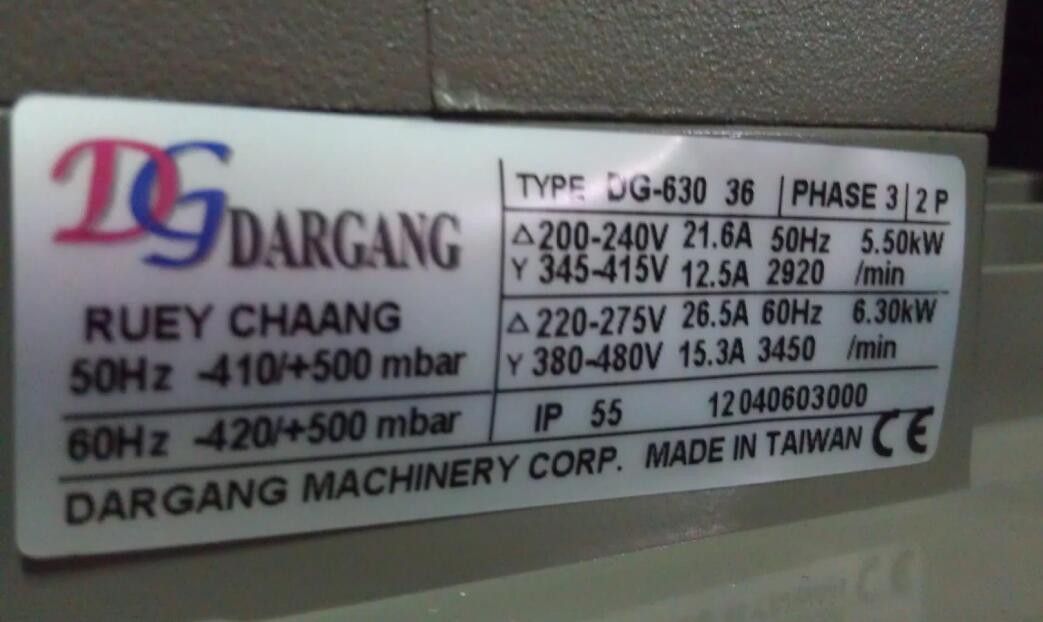 DG DARGANG
RUEY CHAANG
50Hz -410/+500 mbar
60Hz -420/+500 mbar
TYPE DG-630 36 PHASE 3 2 P
Δ 200-240V 21.6A 50Hz 5.50kW
Y 345-415V 12.5A 2920 /min
Δ 220-275V 26.5A 60Hz 6.30kW
Y 380-480V 15.3A 3450 /min
IP 55 12040603000
DARGANG MACHINERY CORP. MADE IN TAIWAN CE
CE